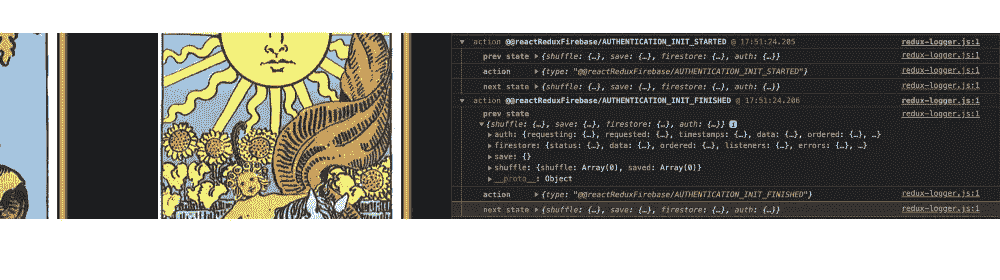 ▼ action @@reactReduxFirebase/AUTHENTICATION_INIT_STARTED @ 17:51:24.205 redux-logger.js:1
prev state ▶{shuffle: {…}, save: {…}, firestore: {…}, auth: {…}} redux-logger.js:1
action ▶{type: "@@reactReduxFirebase/AUTHENTICATION_INIT_STARTED"} redux-logger.js:1
next state ▶{shuffle: {…}, save: {…}, firestore: {…}, auth: {…}} redux-logger.js:1
▼ action @@reactReduxFirebase/AUTHENTICATION_INIT_FINISHED @ 17:51:24.206 redux-logger.js:1
prev state redux-logger.js:1
▼{shuffle: {…}, save: {…}, firestore: {…}, auth: {…}} i
▶ auth: {requesting: {…}, requested: {…}, timestamps: {…}, data: {…}, ordered: {…}, …}
▶ firestore: {status: {…}, data: {…}, ordered: {…}, listeners: {…}, errors: {…}, …}
▶ save: {}
▶ shuffle: {shuffle: Array(0), saved: Array(0)}
▶ __proto__: Object
action ▶{type: "@@reactReduxFirebase/AUTHENTICATION_INIT_FINISHED"} redux-logger.js:1
next state ▶{shuffle: {…}, save: {…}, firestore: {…}, auth: {…}} redux-logger.js:1